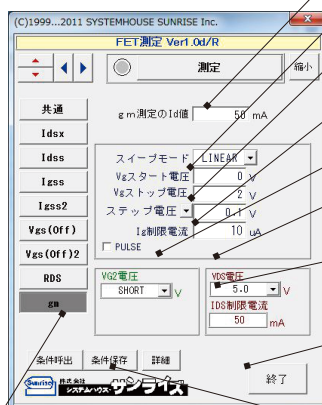 (C)1999...2011 SYSTEMHOUSE SUNRISE Inc.
FET測定 Ver1.0d/R
測定
縮小
共通
Idsx
Idss
Igss
Igss2
Vgs(Off)
Vgs(Off)2
RDS
gm
gm測定のId値 50 mA
スイープモード LINEAR
Vgスタート電圧 0 V
Vgストップ電圧 2 V
ステップ電圧 0.1 V
Ig制限電流 10 uA
PULSE
VG2電圧
SHORT V
VDS電圧
5.0 V
IDS制限電流
50 mA
条件呼出 条件保存 詳細
Sunrise 株式会社 システムハウス・サンライズ
終了